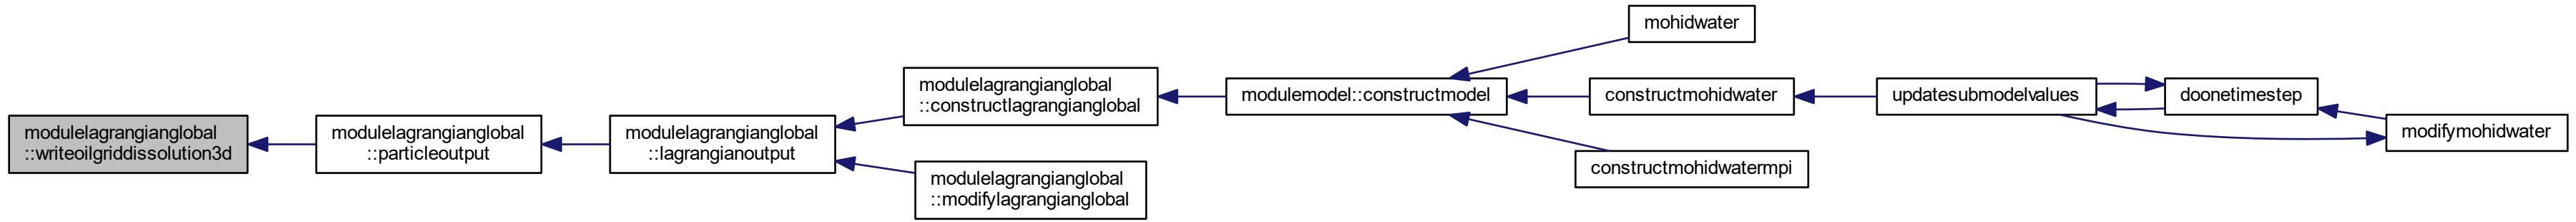 modulelagrangianglobal
::writeoilgriddissolution3d
modulelagrangianglobal
::particleoutput
modulelagrangianglobal
::lagrangianoutput
modulelagrangianglobal
::constructlagrangianglobal
modulelagrangianglobal
::modifylagrangianglobal
modulemodel::constructmodel
mohidwater
constructmohidwater
constructmohidwatermpi
updatesubmodelvalues
doonetimestep
modifymohidwater